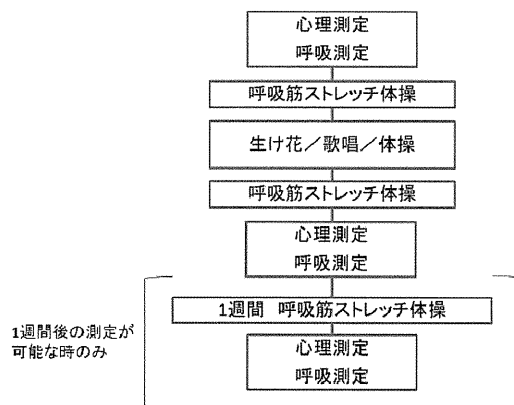 心理測定
呼吸測定
呼吸筋ストレッチ体操
生け花／歌唱／体操
呼吸筋ストレッチ体操
心理測定
呼吸測定
1週間 呼吸筋ストレッチ体操
1週間後の測定が
可能な時のみ
心理測定
呼吸測定